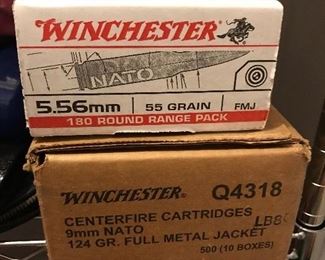 WINCHESTER
NATO
5.56mm 55 GRAIN FMJ
180 ROUND RANGE PACK
WINCHESTER Q4318
CENTERFIRE CARTRIDGES
9mm NATO
124 GR. FULL METAL JACKET
500 (10 BOXES)